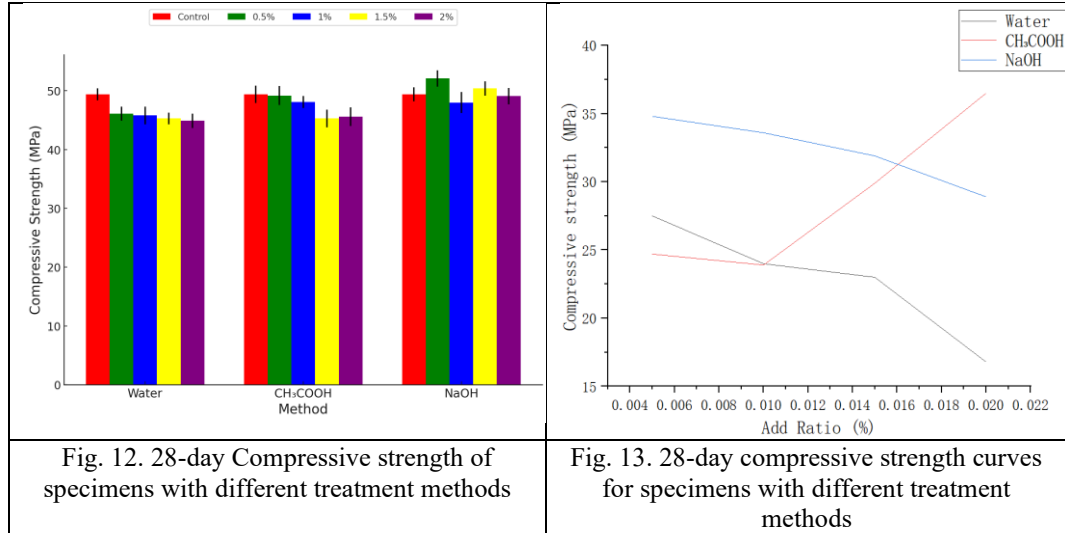 Control 0.5% 1% 1.5% 2%
Compressive Strength (MPa)
50
40
30
20
10
0
Water CH₃COOH NaOH
Method
Fig. 12. 28-day Compressive strength of
specimens with different treatment methods
Water
CH₃COOH
NaOH
Compressive strength (MPa)
40
35
30
25
20
15
0.004 0.006 0.008 0.010 0.012 0.014 0.016 0.018 0.020 0.022
Add Ratio (%)
Fig. 13. 28-day compressive strength curves
for specimens with different treatment
methods